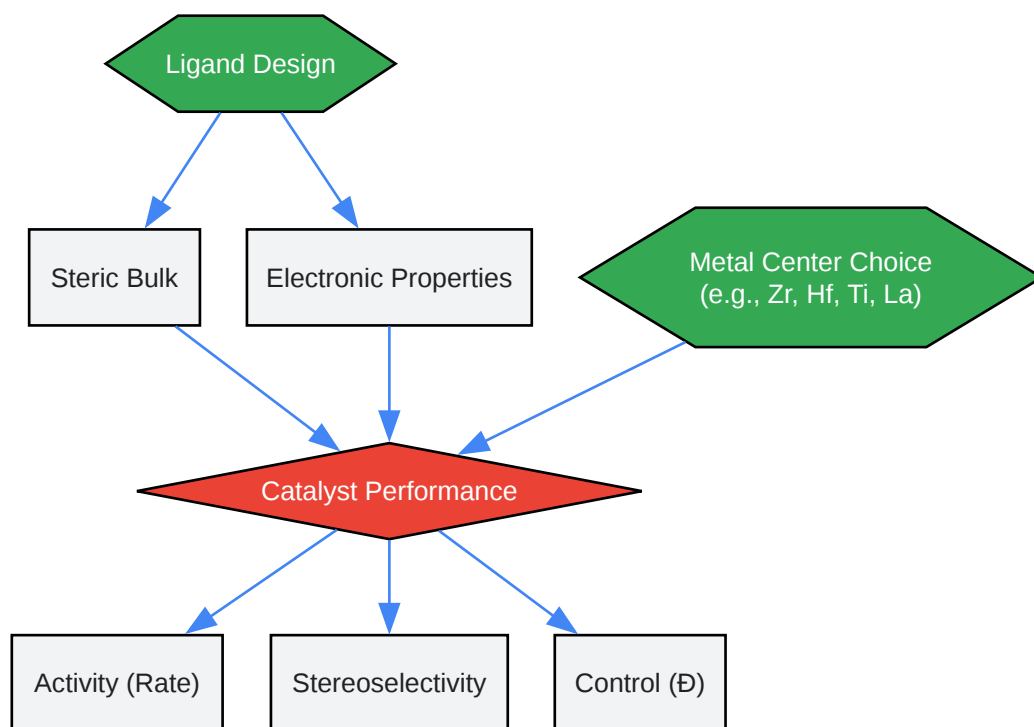 Ligand Design
Steric Bulk
Electronic Properties
Metal Center Choice
(e.g., Zr, Hf, Ti, La)
Catalyst Performance
Activity (Rate)
Stereoselectivity
Control (Đ)